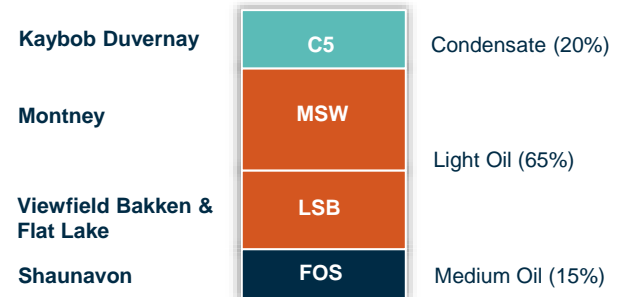 Kaybob Duvernay
C5
Condensate (20%)
Montney
MSW
Light Oil (65%)
Viewfield Bakken &
Flat Lake
LSB
Shaunavon
FOS
Medium Oil (15%)